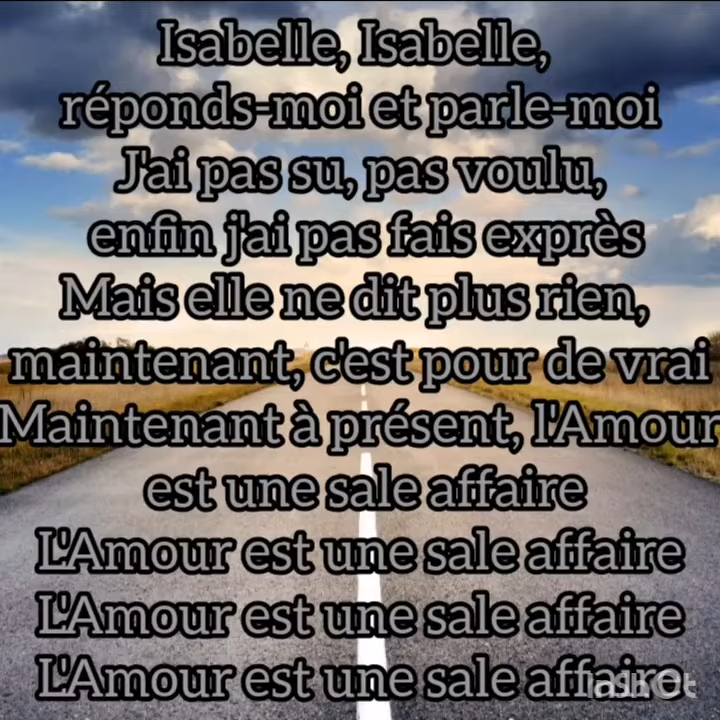 Isabelle, Isabelle,
réponds-moi et parle-moi
J'ai pas su, pas voulu,
enfin j'ai pas fais exprès
Mais elle ne dit plus rien,
maintenant, c'est pour de vrai
Maintenant à présent, l'Amour
est une sale affaire
L'Amour est une sale affaire
L'Amour est une sale affaire
L'Amour est une sale affaire